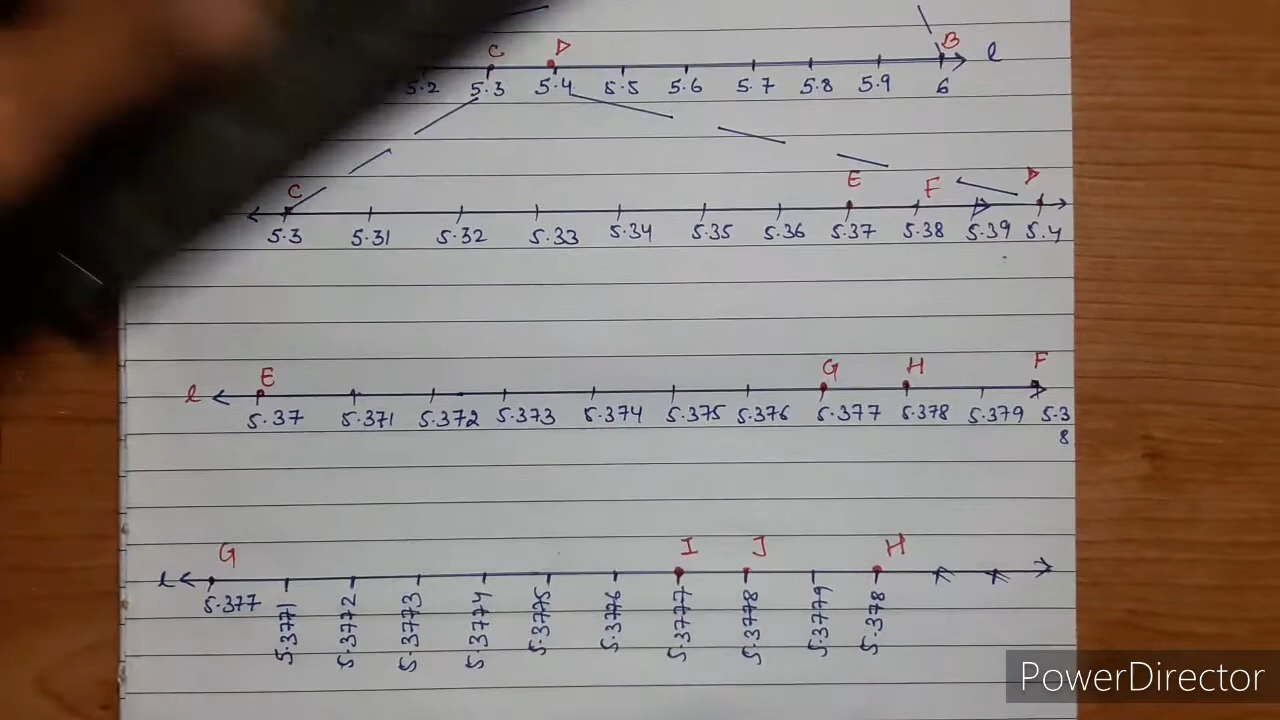 C D B l
5.2 5.3 5.4 5.5 5.6 5.7 5.8 5.9 6
C E F D
5.3 5.31 5.32 5.33 5.34 5.35 5.36 5.37 5.38 5.39 5.4
l E G H F
5.37 5.371 5.372 5.373 5.374 5.375 5.376 5.377 5.378 5.379 5.3
8
l G I J H
5.377 5.3771 5.3772 5.3773 5.3774 5.3775 5.3776 5.3777 5.3778 5.3779 5.378
PowerDirector